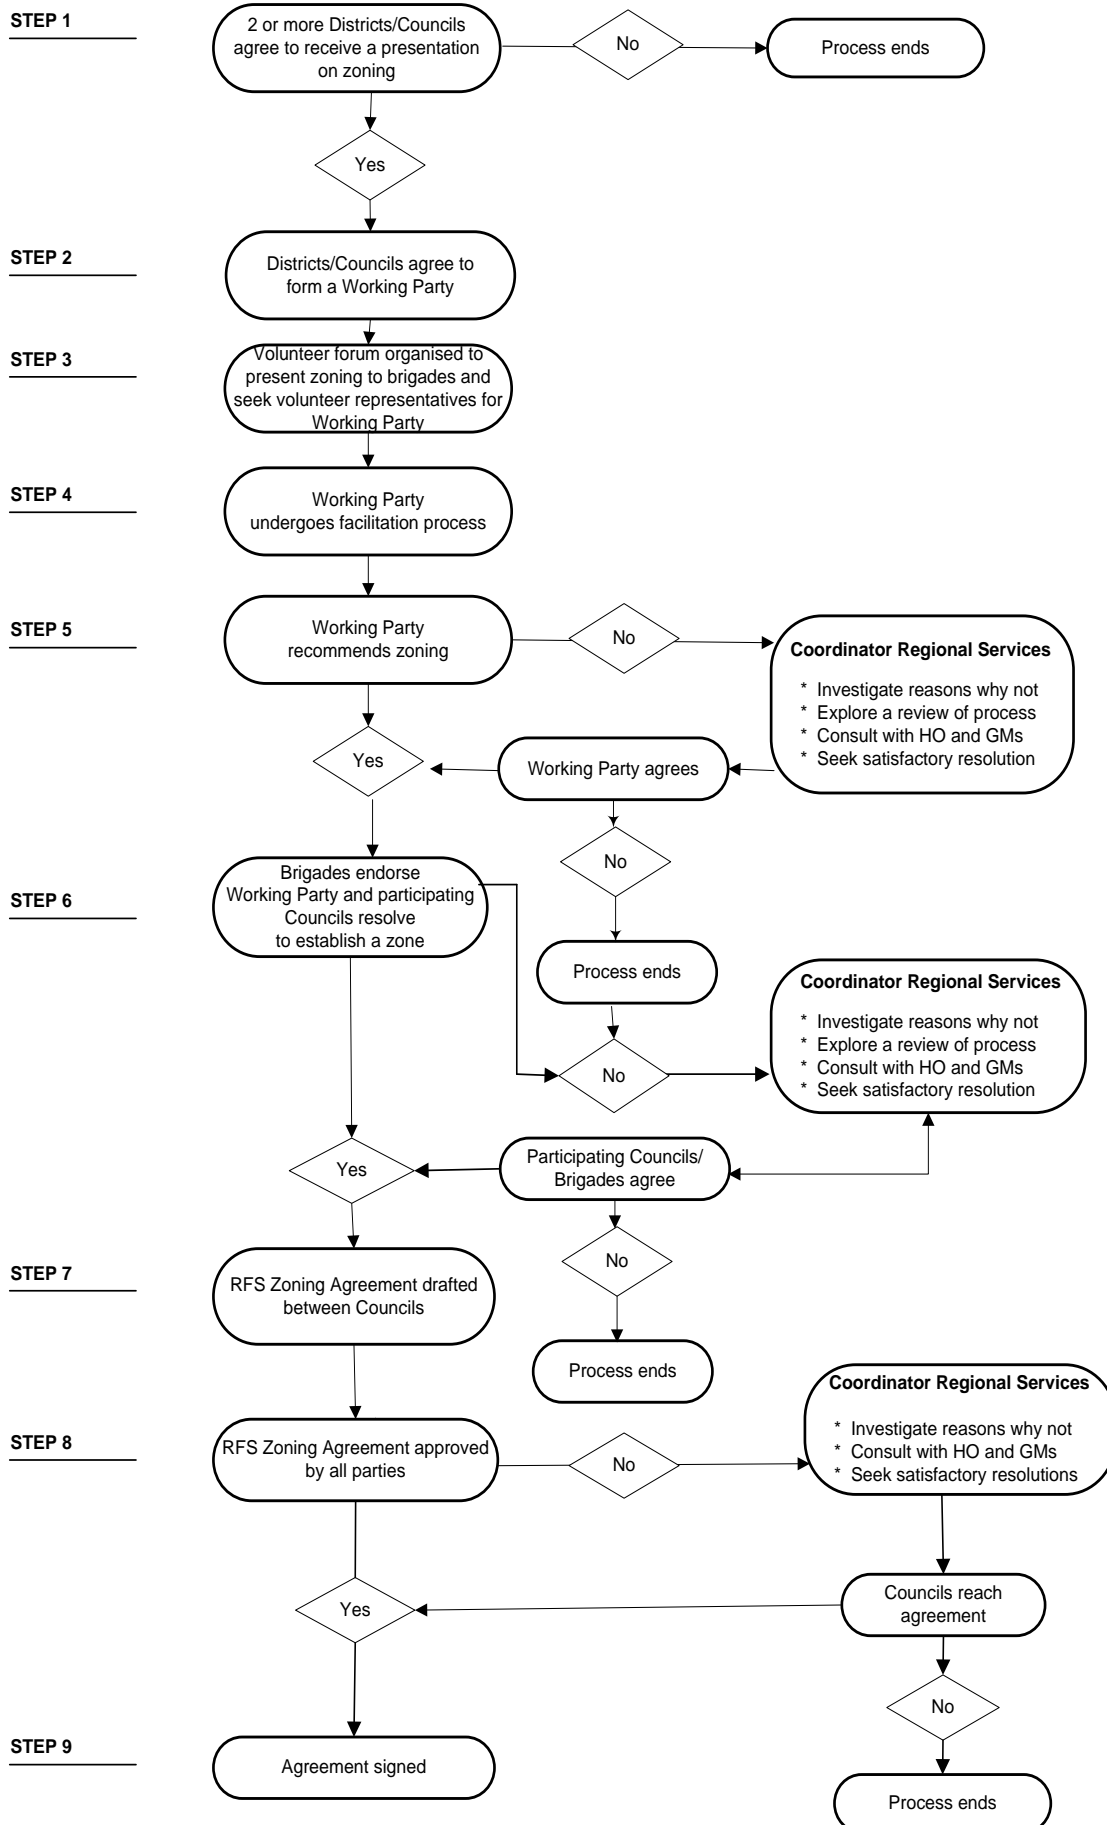 STEP 1
2 or more Districts/Councils
agree to receive a presentation
on zoning
No
Process ends
Yes
STEP 2
Districts/Councils agree to
form a Working Party
STEP 3
Volunteer forum organised to
present zoning to brigades and
seek volunteer representatives for
Working Party
STEP 4
Working Party
undergoes facilitation process
STEP 5
Working Party
recommends zoning
No
Coordinator Regional Services
* Investigate reasons why not
* Explore a review of process
* Consult with HO and GMs
* Seek satisfactory resolution
Yes
Working Party agrees
No
STEP 6
Brigades endorse
Working Party and participating
Councils resolve
to establish a zone
Process ends
Coordinator Regional Services
* Investigate reasons why not
* Explore a review of process
* Consult with HO and GMs
* Seek satisfactory resolution
No
Yes
Participating Councils/
Brigades agree
No
STEP 7
RFS Zoning Agreement drafted
between Councils
Process ends
Coordinator Regional Services
* Investigate reasons why not
* Consult with HO and GMs
* Seek satisfactory resolutions
STEP 8
RFS Zoning Agreement approved
by all parties
No
Yes
Councils reach
agreement
No
STEP 9
Agreement signed
Process ends